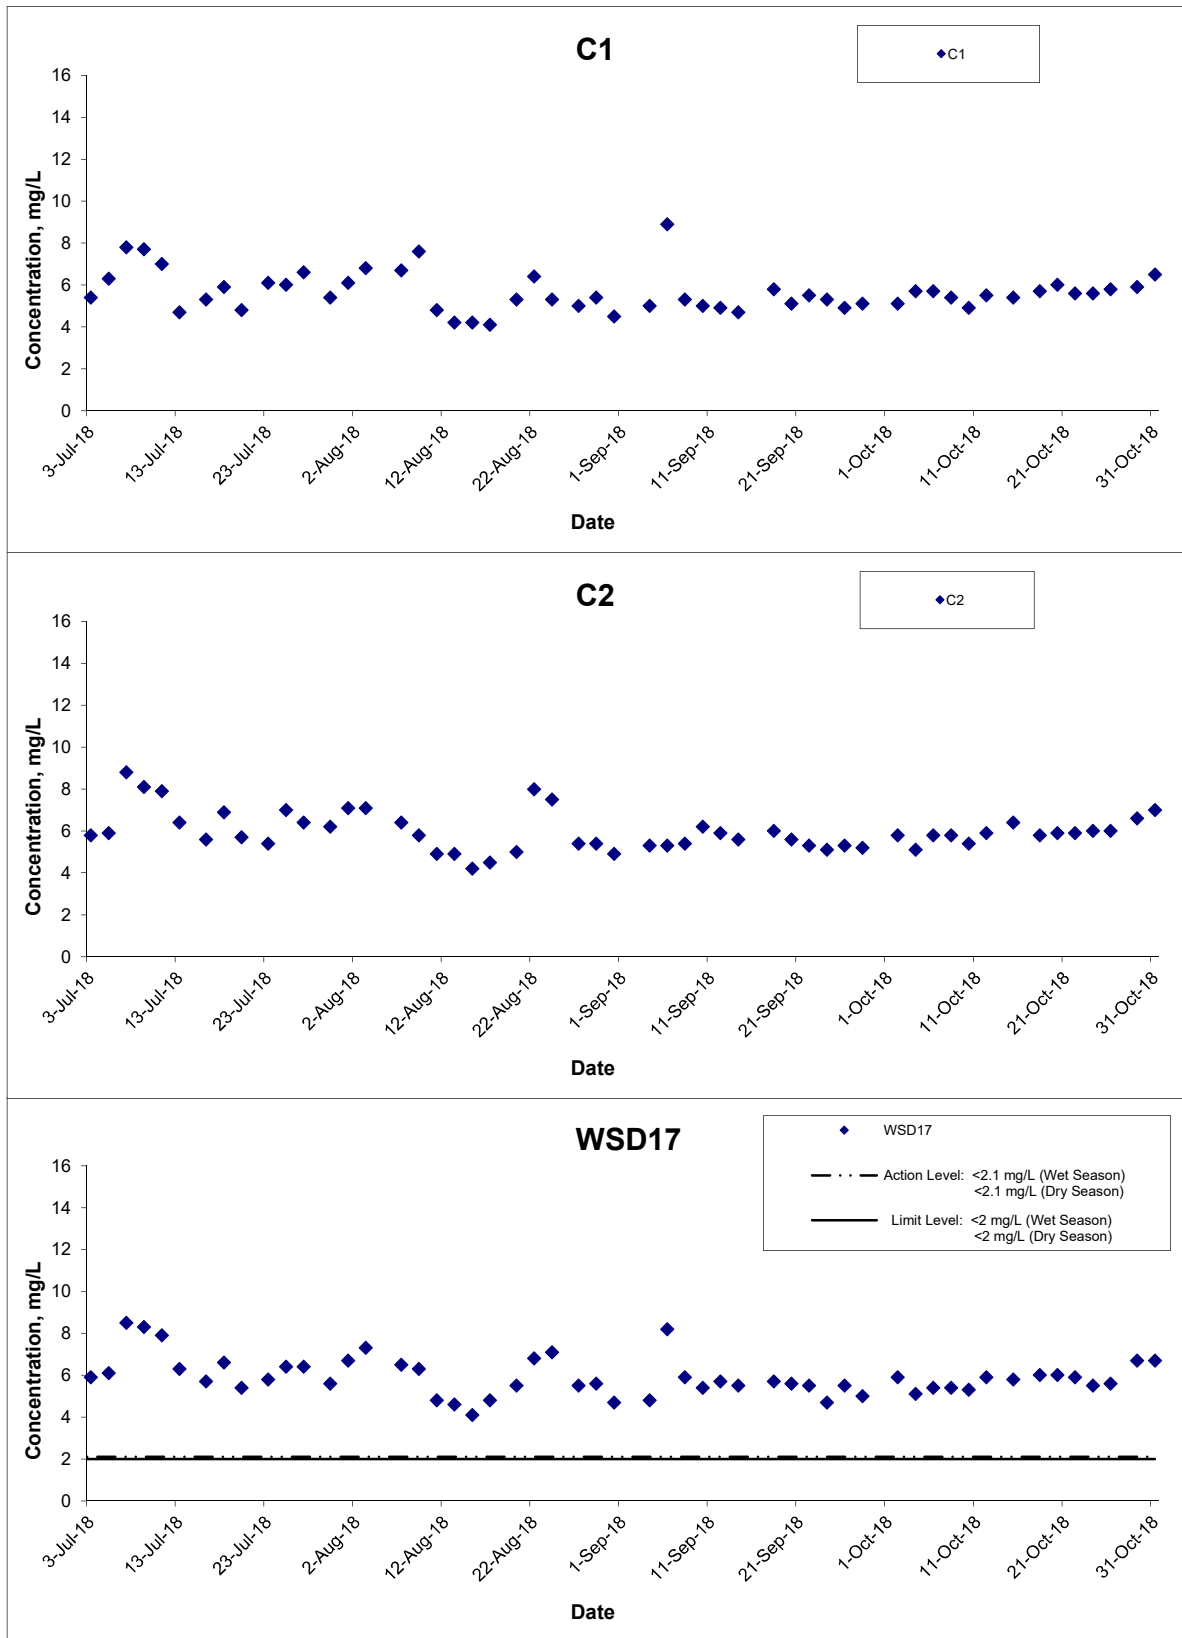 C1
C1
16
14
12
10
8
6
4
2
0
Concentration, mg/L
3-Jul-18
13-Jul-18
23-Jul-18
2-Aug-18
12-Aug-18
22-Aug-18
1-Sep-18
11-Sep-18
21-Sep-18
1-Oct-18
11-Oct-18
21-Oct-18
31-Oct-18
Date
C2
C2
16
14
12
10
8
6
4
2
0
Concentration, mg/L
3-Jul-18
13-Jul-18
23-Jul-18
2-Aug-18
12-Aug-18
22-Aug-18
1-Sep-18
11-Sep-18
21-Sep-18
1-Oct-18
11-Oct-18
21-Oct-18
31-Oct-18
Date
WSD17
WSD17
Action Level: <2.1 mg/L (Wet Season)
<2.1 mg/L (Dry Season)
Limit Level: <2 mg/L (Wet Season)
<2 mg/L (Dry Season)
16
14
12
10
8
6
4
2
0
Concentration, mg/L
3-Jul-18
13-Jul-18
23-Jul-18
2-Aug-18
12-Aug-18
22-Aug-18
1-Sep-18
11-Sep-18
21-Sep-18
1-Oct-18
11-Oct-18
21-Oct-18
31-Oct-18
Date